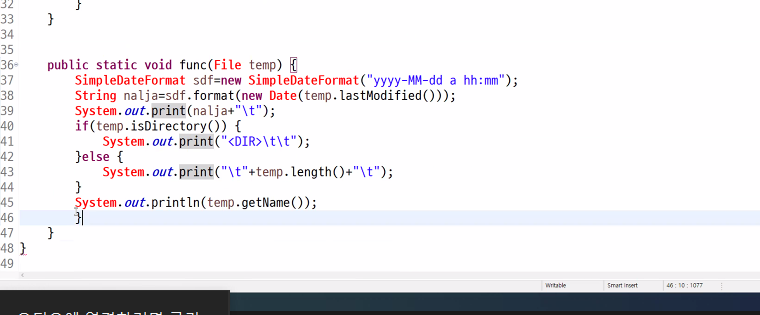 32 }
33 }
34
35
36 public static void func(File temp) {
37 SimpleDateFormat sdf=new SimpleDateFormat("yyyy-MM-dd a hh:mm");
38 String nalja=sdf.format(new Date(temp.lastModified()));
39 System.out.print(nalja+"\t");
40 if(temp.isDirectory()) {
41 System.out.print("<DIR>\t\t");
42 }else {
43 System.out.print("\t"+temp.length()+"\t");
44 }
45 System.out.println(temp.getName());
46 }
47 }
48 }
49
Writable Smart Insert 46 : 10 : 1077